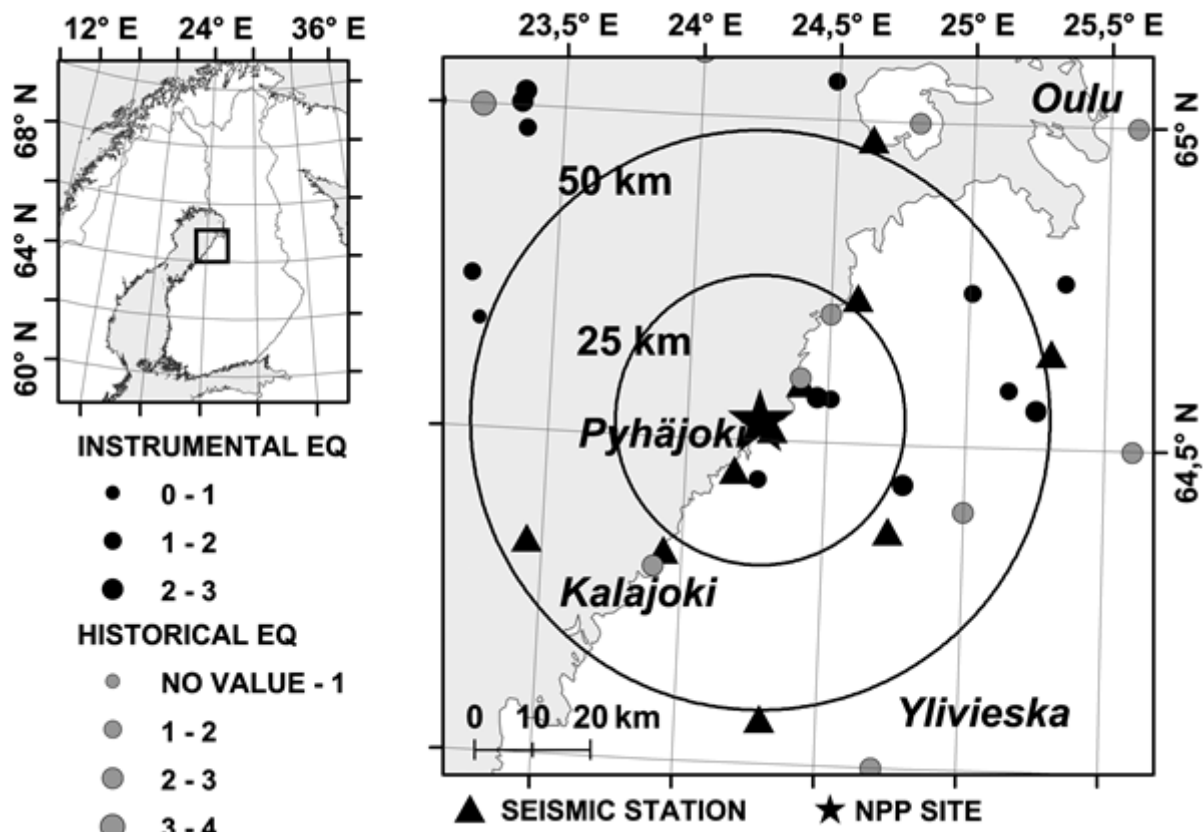 12° E 24° E 36° E
68° N
64° N
60° N
INSTRUMENTAL EQ
0 - 1
1 - 2
2 - 3
HISTORICAL EQ
NO VALUE - 1
1 - 2
2 - 3
3 - 4
23,5° E 24° E 24,5° E 25° E 25,5° E
Oulu
65° N
50 km
25 km
Pyhäjoki
64,5° N
Kalajoki
Ylivieska
0 10 20 km
SEISMIC STATION NPP SITE